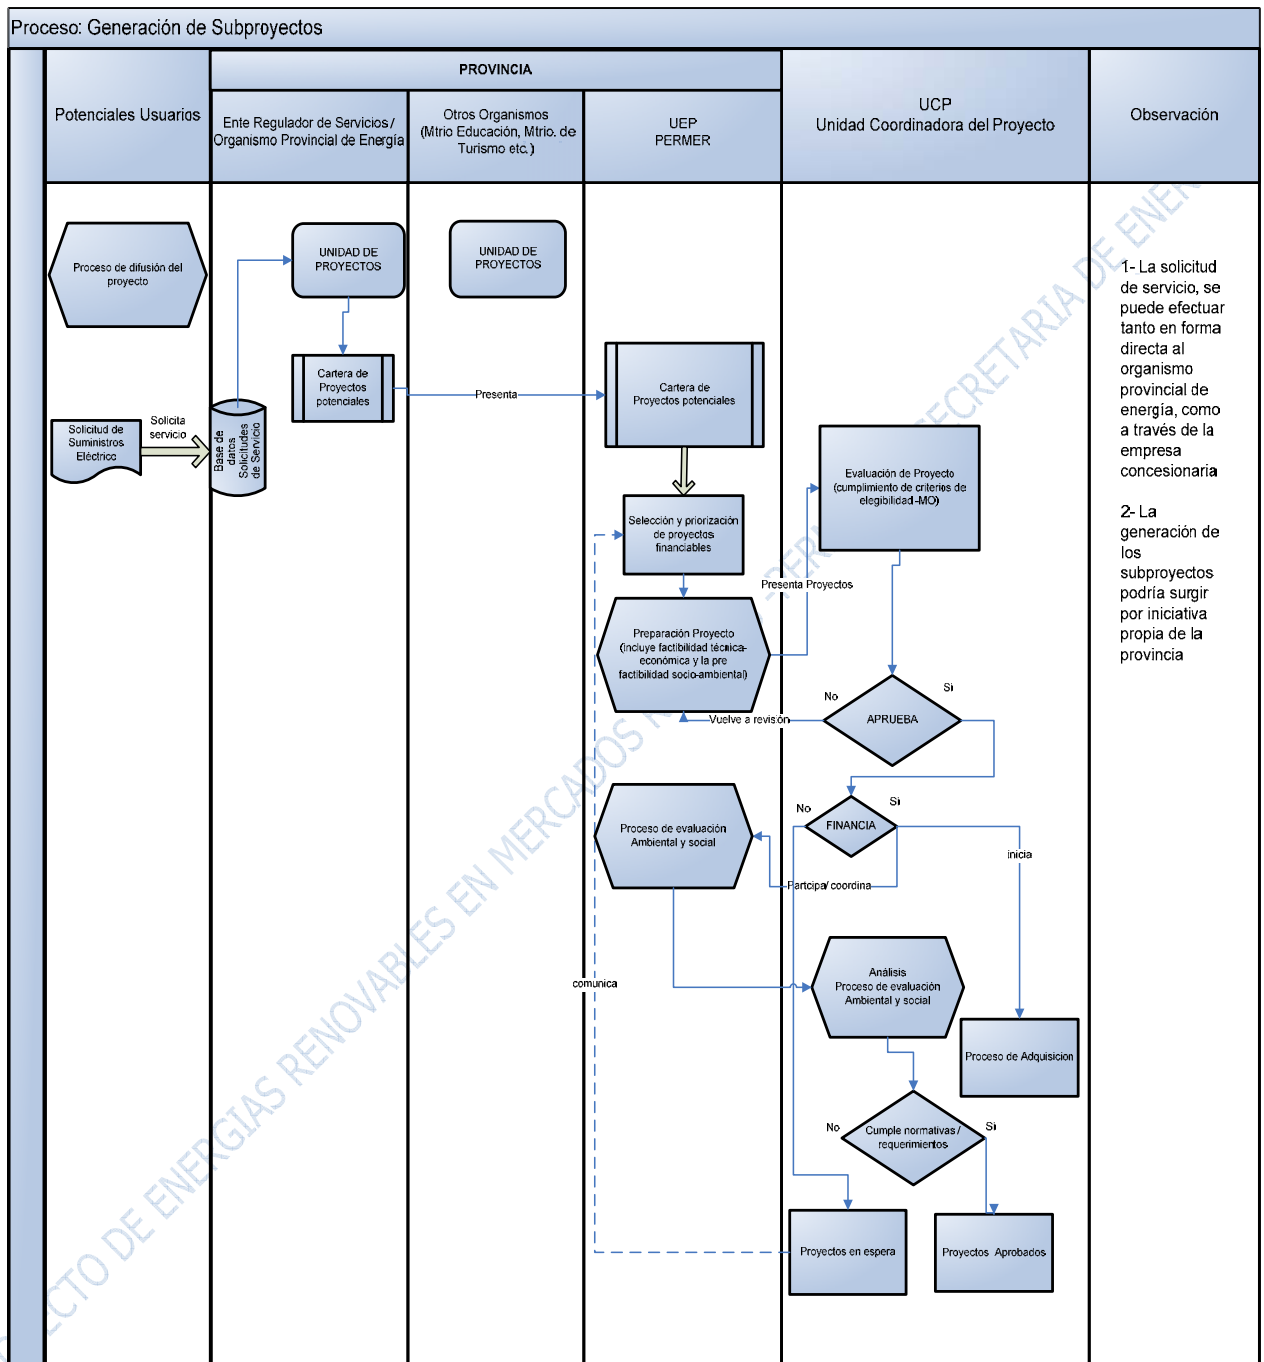 Proceso: Generación de Subproyectos
PROVINCIA
Potenciales Usuarios
Ente Regulador de Servicios /
Organismo Provincial de Energía
Otros Organismos
(Mtrio Educación, Mtrio. de
Turismo etc.)
UEP
PERMER
UCP
Unidad Coordinadora del Proyecto
Observación
Proceso de difusión del
proyecto
UNIDAD DE
PROYECTOS
UNIDAD DE
PROYECTOS
Cartera de
Proyectos
potenciales
Presenta
Cartera de
Proyectos potenciales
Solicitud de
Suministros
Eléctrico
Solicita
servicio
Base de
datos
Solicitudes
de Servicio
Selección y priorización
de proyectos
financiables
Evaluación de Proyecto
(cumplimiento de criterios de
elegibilidad-MO)
Presenta Proyectos
Preparación Proyecto
(incluye factibilidad técnica-
económica y la pre
factibilidad socio-ambiental)
No
Si
APRUEBA
Vuelve a revisión
No
Si
FINANCIA
Proceso de evaluación
Ambiental y social
inicia
Partcipa/ coordina
comunica
Análisis
Proceso de evaluación
Ambiental y social
Proceso de Adquisicion
No
Si
Cumple normativas /
requerimientos
Proyectos en espera
Proyectos Aprobados
1- La solicitud
de servicio, se
puede efectuar
tanto en forma
directa al
organismo
provincial de
energía, como
a través de la
empresa
concesionaria
2- La
generación de
los
subproyectos
podría surgir
por iniciativa
propia de la
provincia
DE ENERGIAS RENOVABLES EN MERCADOS